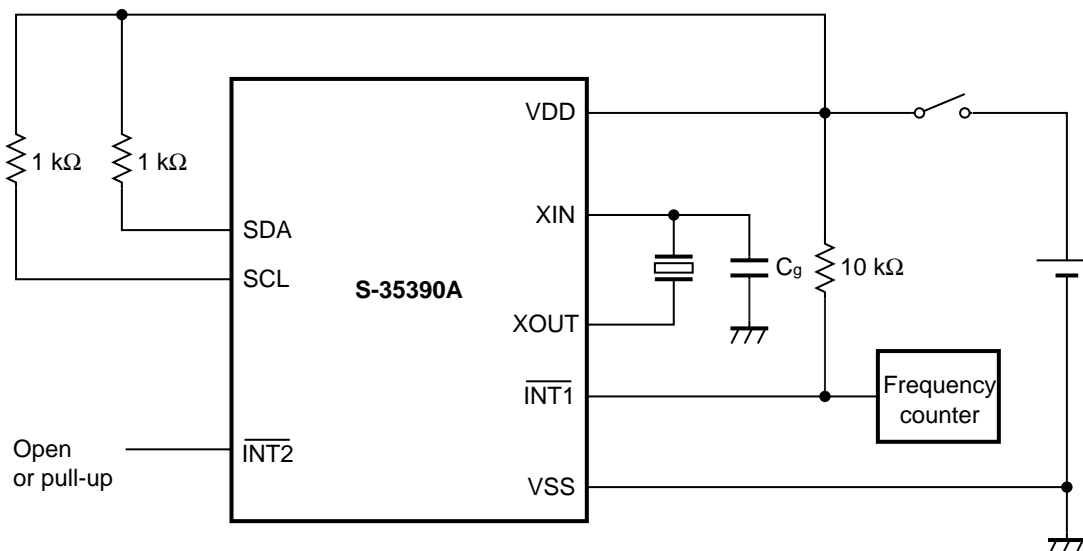 1 kΩ
1 kΩ
SDA
SCL
INT2
Open
or pull-up
S-35390A
VDD
XIN
XOUT
INT1
VSS
Cg
10 kΩ
Frequency
counter